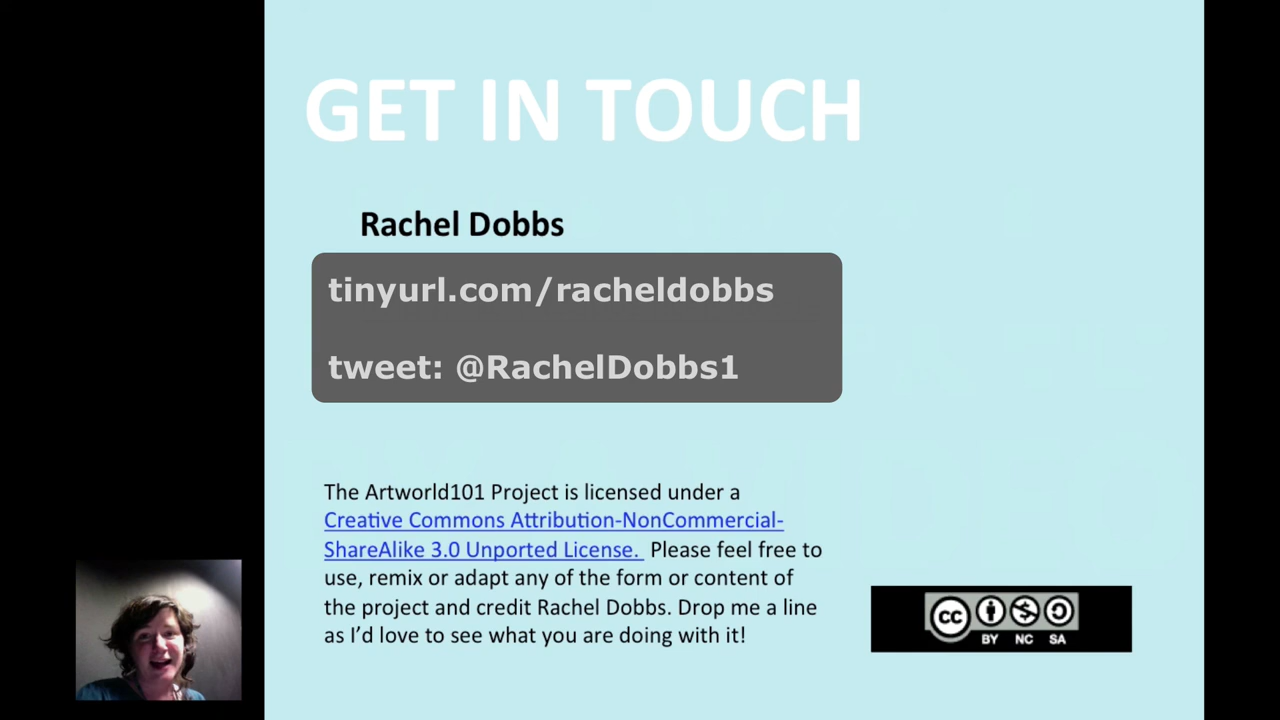 GET IN TOUCH
Rachel Dobbs
tinyurl.com/racheldobbs
tweet: @RachelDobbs1
The Artworld101 Project is licensed under a
Creative Commons Attribution-NonCommercial-
ShareAlike 3.0 Unported License. Please feel free to
use, remix or adapt any of the form or content of
the project and credit Rachel Dobbs. Drop me a line
as I’d love to see what you are doing with it!
cc
BY NC SA